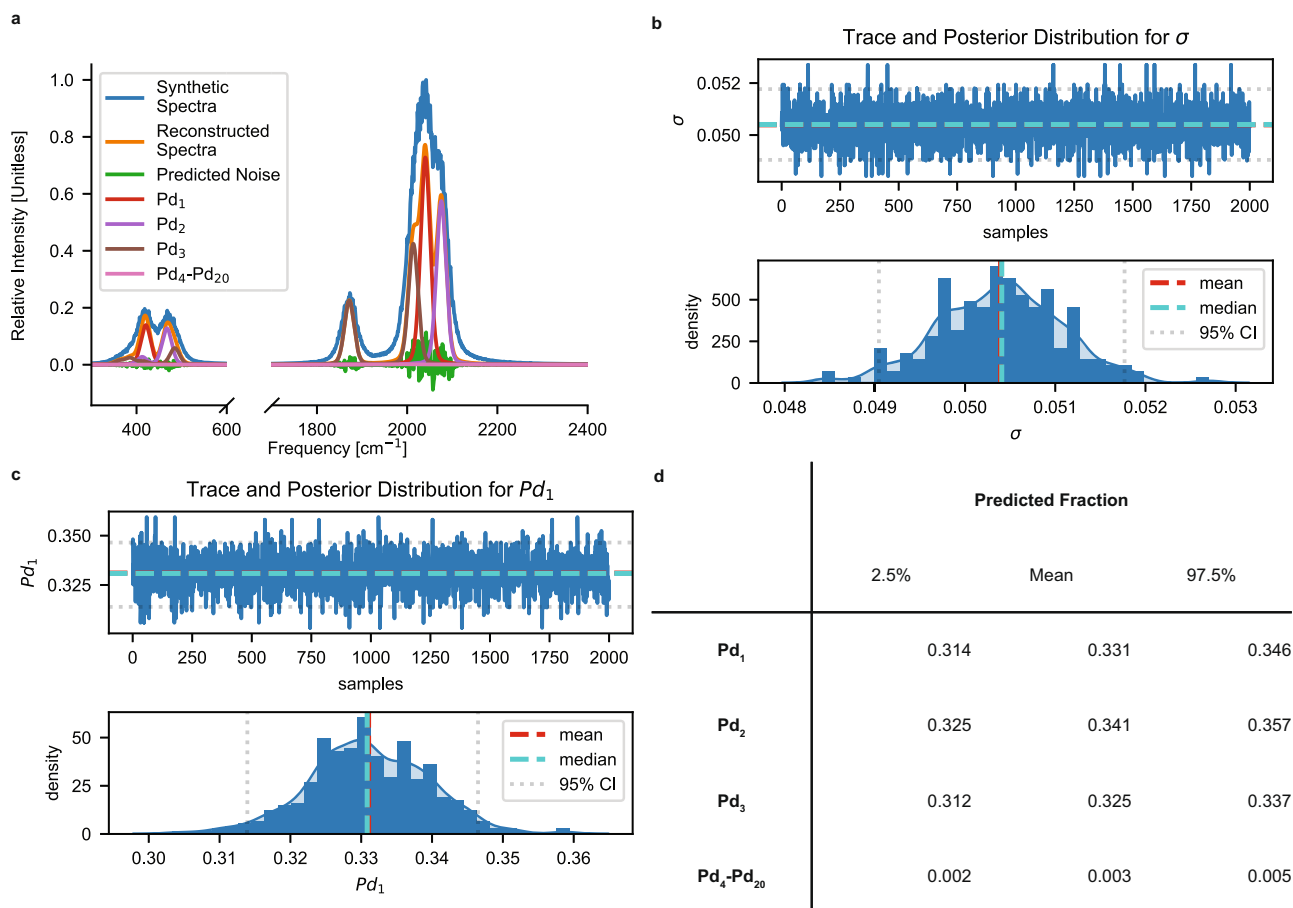 a
Synthetic
Spectra
Reconstructed
Spectra
Predicted Noise
Pd₁
Pd₂
Pd₃
Pd₄-Pd₂₀
Relative Intensity [Unitless]
1.0
0.8
0.6
0.4
0.2
0.0
400
600
1800
2000
2200
2400
Frequency [cm⁻¹]
b
Trace and Posterior Distribution for σ
σ
0.052
0.050
0
250
500
750
1000
1250
1500
1750
2000
samples
density
500
250
0
mean
median
95% CI
0.048
0.049
0.050
0.051
0.052
0.053
σ
c
Trace and Posterior Distribution for Pd₁
Pd₁
0.350
0.325
0
250
500
750
1000
1250
1500
1750
2000
samples
density
50
25
0
mean
median
95% CI
0.30
0.31
0.32
0.33
0.34
0.35
0.36
Pd₁
d
Predicted Fraction
2.5% Mean 97.5%
Pd₁ 0.314 0.331 0.346
Pd₂ 0.325 0.341 0.357
Pd₃ 0.312 0.325 0.337
Pd₄-Pd₂₀ 0.002 0.003 0.005